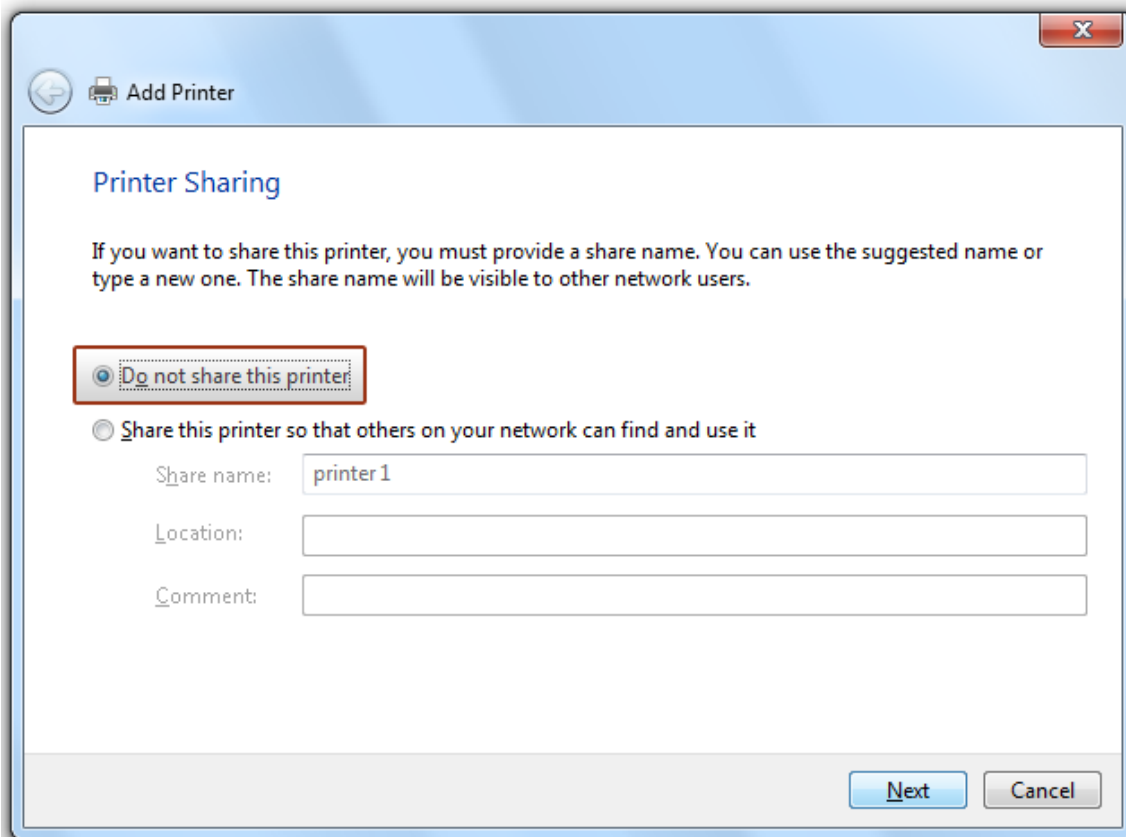 Add Printer
Printer Sharing
If you want to share this printer, you must provide a share name. You can use the suggested name or
type a new one. The share name will be visible to other network users.
Do not share this printer
Share this printer so that others on your network can find and use it
Share name: printer 1
Location:
Comment:
Next Cancel